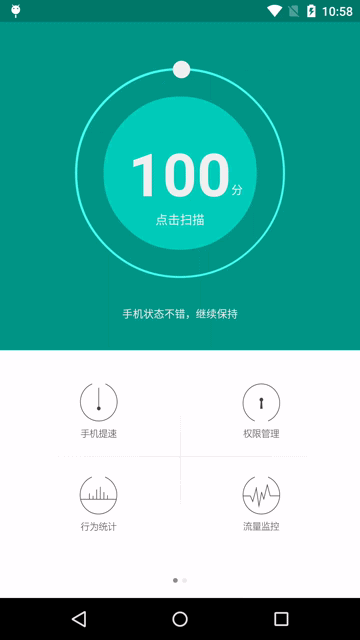 10:58
100分
点击扫描
手机状态不错，继续保持
手机提速
权限管理
行为统计
流量监控